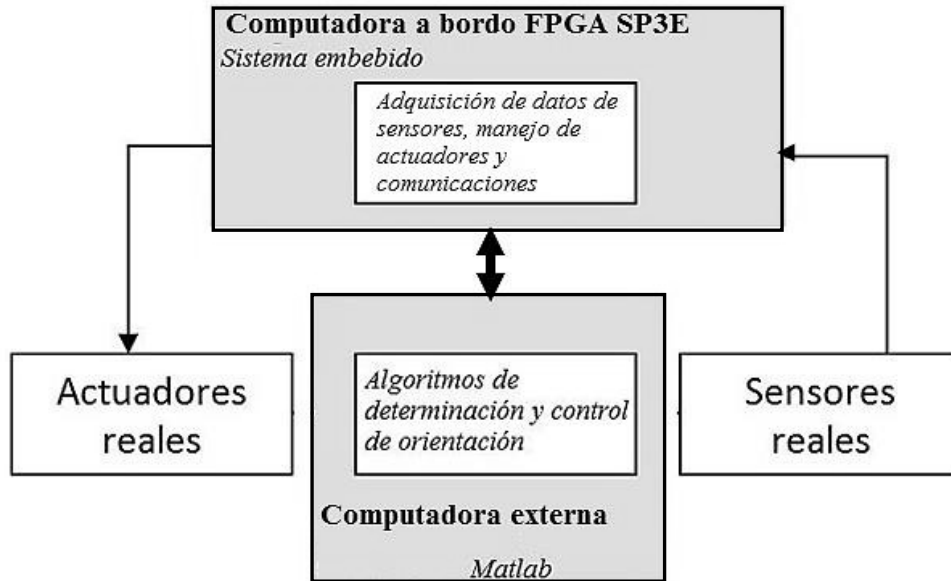 Computadora a bordo FPGA SP3E
Sistema embebido
Adquisición de datos de
sensores, manejo de
actuadores y
comunicaciones
Actuadores
reales
Algoritmos de
determinación y control
de orientación
Sensores
reales
Computadora externa
Matlab